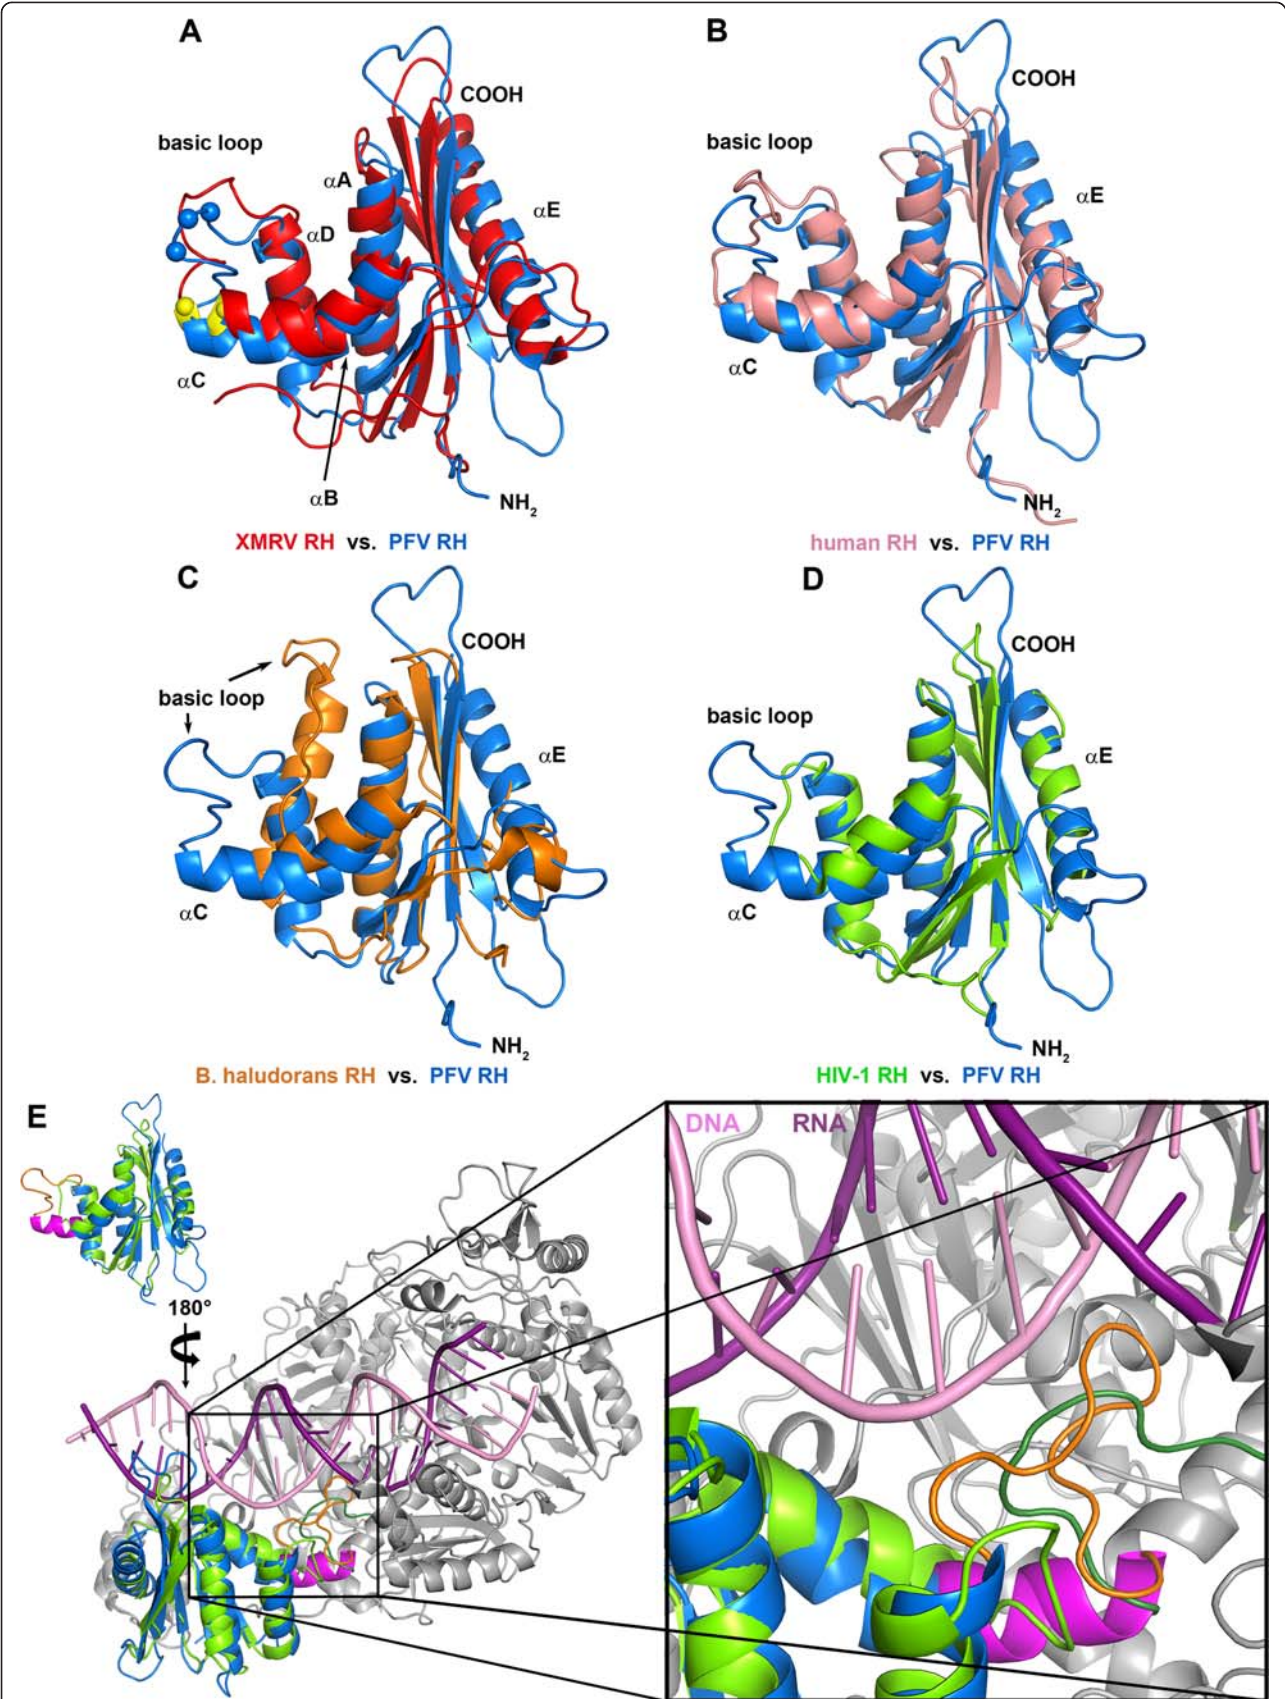 A
COOH
basic loop
αA
αE
αD
αC
αB
NH2
XMRV RH vs. PFV RH
B
COOH
basic loop
αE
αC
NH2
human RH vs. PFV RH
C
COOH
basic loop
αE
αC
NH2
B. haludorans RH vs. PFV RH
D
COOH
basic loop
αE
αC
NH2
HIV-1 RH vs. PFV RH
E
180°
DNA RNA